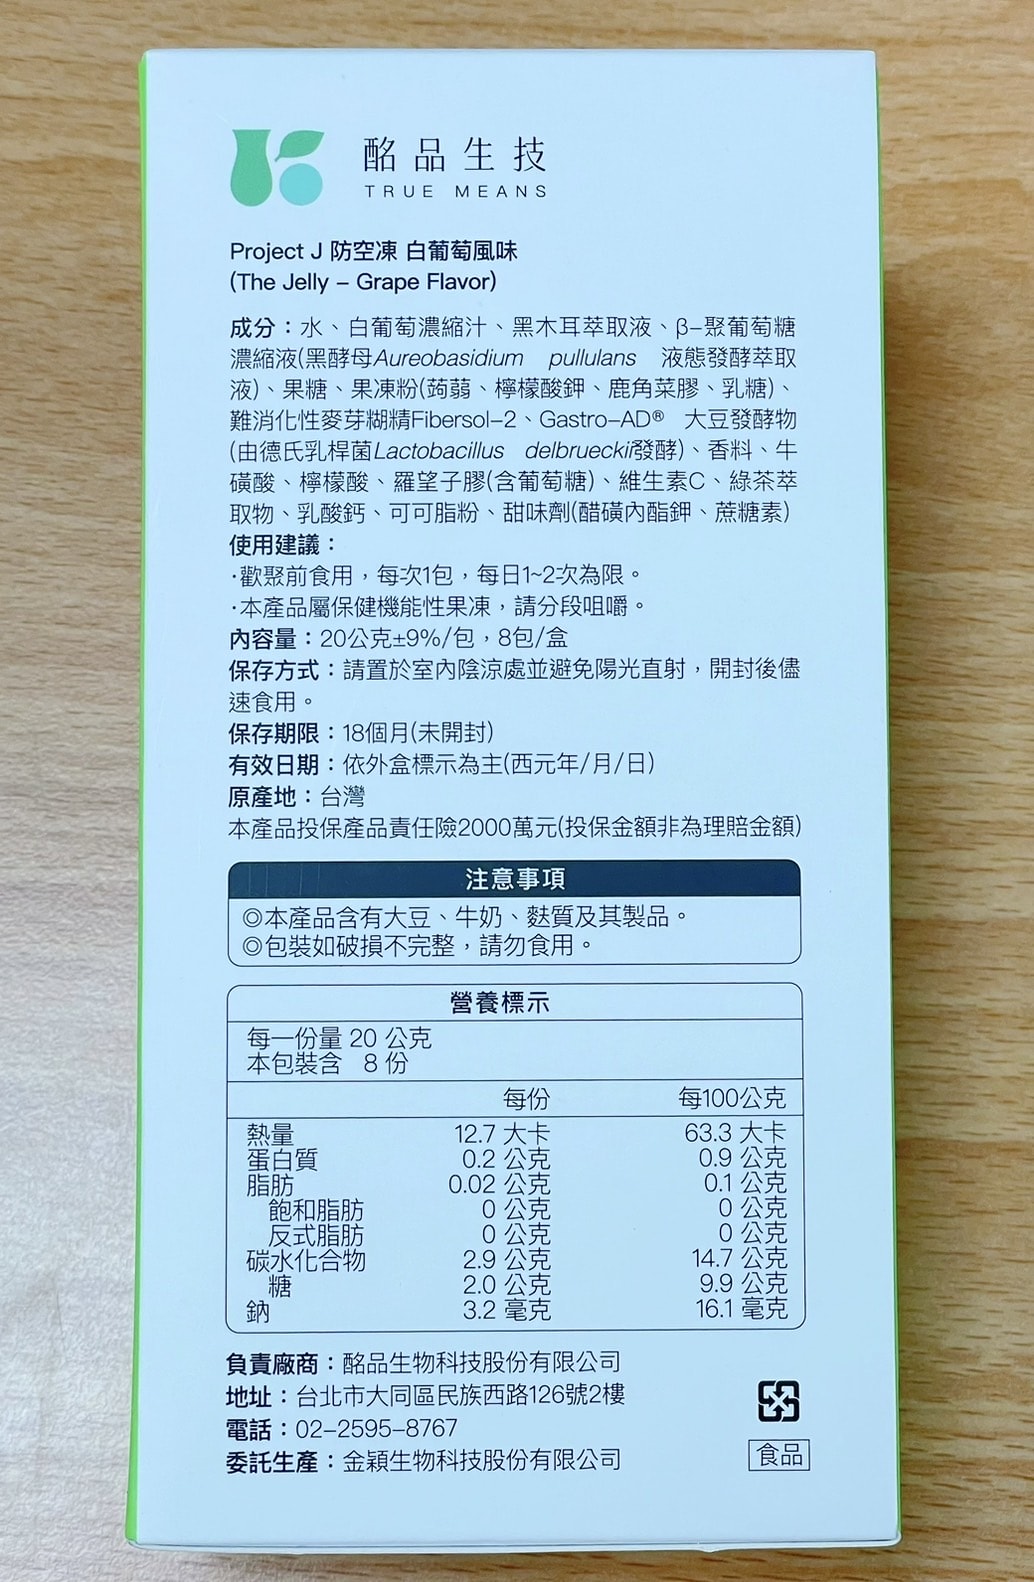 酩品生技
TRUE MEANS
Project J 防空凍 白葡萄風味
(The Jelly – Grape Flavor)
成分：水、白葡萄濃縮汁、黑木耳萃取液、β-聚葡萄糖
濃縮液(黑酵母Aureobasidium pullulans 液態發酵萃取
液)、果糖、果凍粉(蒟蒻、檸檬酸鉀、鹿角菜膠、乳糖)、
難消化性麥芽糊精Fibersol-2、Gastro-AD® 大豆發酵物
(由德氏乳桿菌Lactobacillus delbrueckii發酵)、香料、牛
磺酸、檸檬酸、羅望子膠(含葡萄糖)、維生素C、綠茶萃
取物、乳酸鈣、可可脂粉、甜味劑(醋磺內酯鉀、蔗糖素)
使用建議：
·歡聚前食用，每次1包，每日1~2次為限。
·本產品屬保健機能性果凍，請分段咀嚼。
內容量：20公克±9%/包，8包/盒
保存方式：請置於室內陰涼處並避免陽光直射，開封後儘
速食用。
保存期限：18個月(未開封)
有效日期：依外盒標示為主(西元年/月/日)
原產地：台灣
本產品投保產品責任險2000萬元(投保金額非為理賠金額)
注意事項
◎本產品含有大豆、牛奶、麩質及其製品。
◎包裝如破損不完整，請勿食用。
營養標示
每一份量 20 公克
本包裝含 8 份
每份 每100公克
熱量 12.7 大卡 63.3 大卡
蛋白質 0.2 公克 0.9 公克
脂肪 0.02 公克 0.1 公克
飽和脂肪 0 公克 0 公克
反式脂肪 0 公克 0 公克
碳水化合物 2.9 公克 14.7 公克
糖 2.0 公克 9.9 公克
鈉 3.2 毫克 16.1 毫克
負責廠商：酩品生物科技股份有限公司
地址：台北市大同區民族西路126號2樓
電話：02-2595-8767
委託生產：金穎生物科技股份有限公司
食品